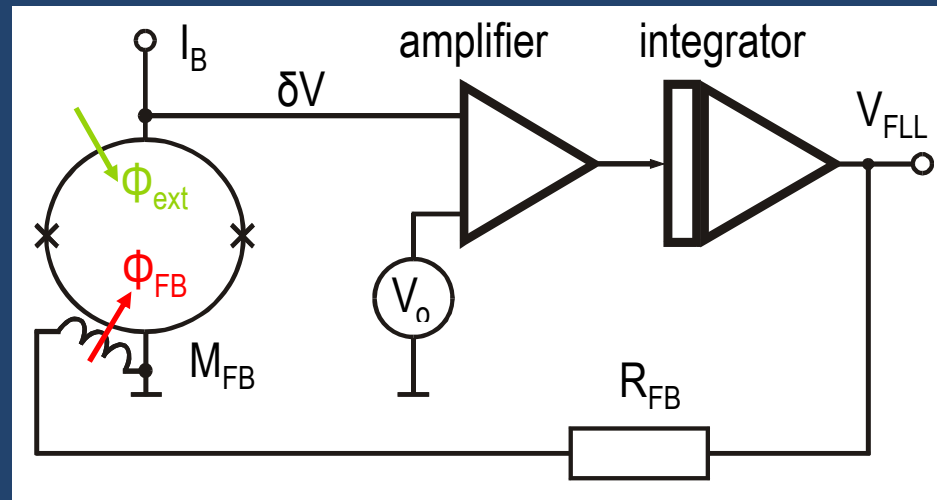 amplifier integrator
I_B
δV
V_FLL
Φ_ext
Φ_FB
V_o
M_FB
R_FB